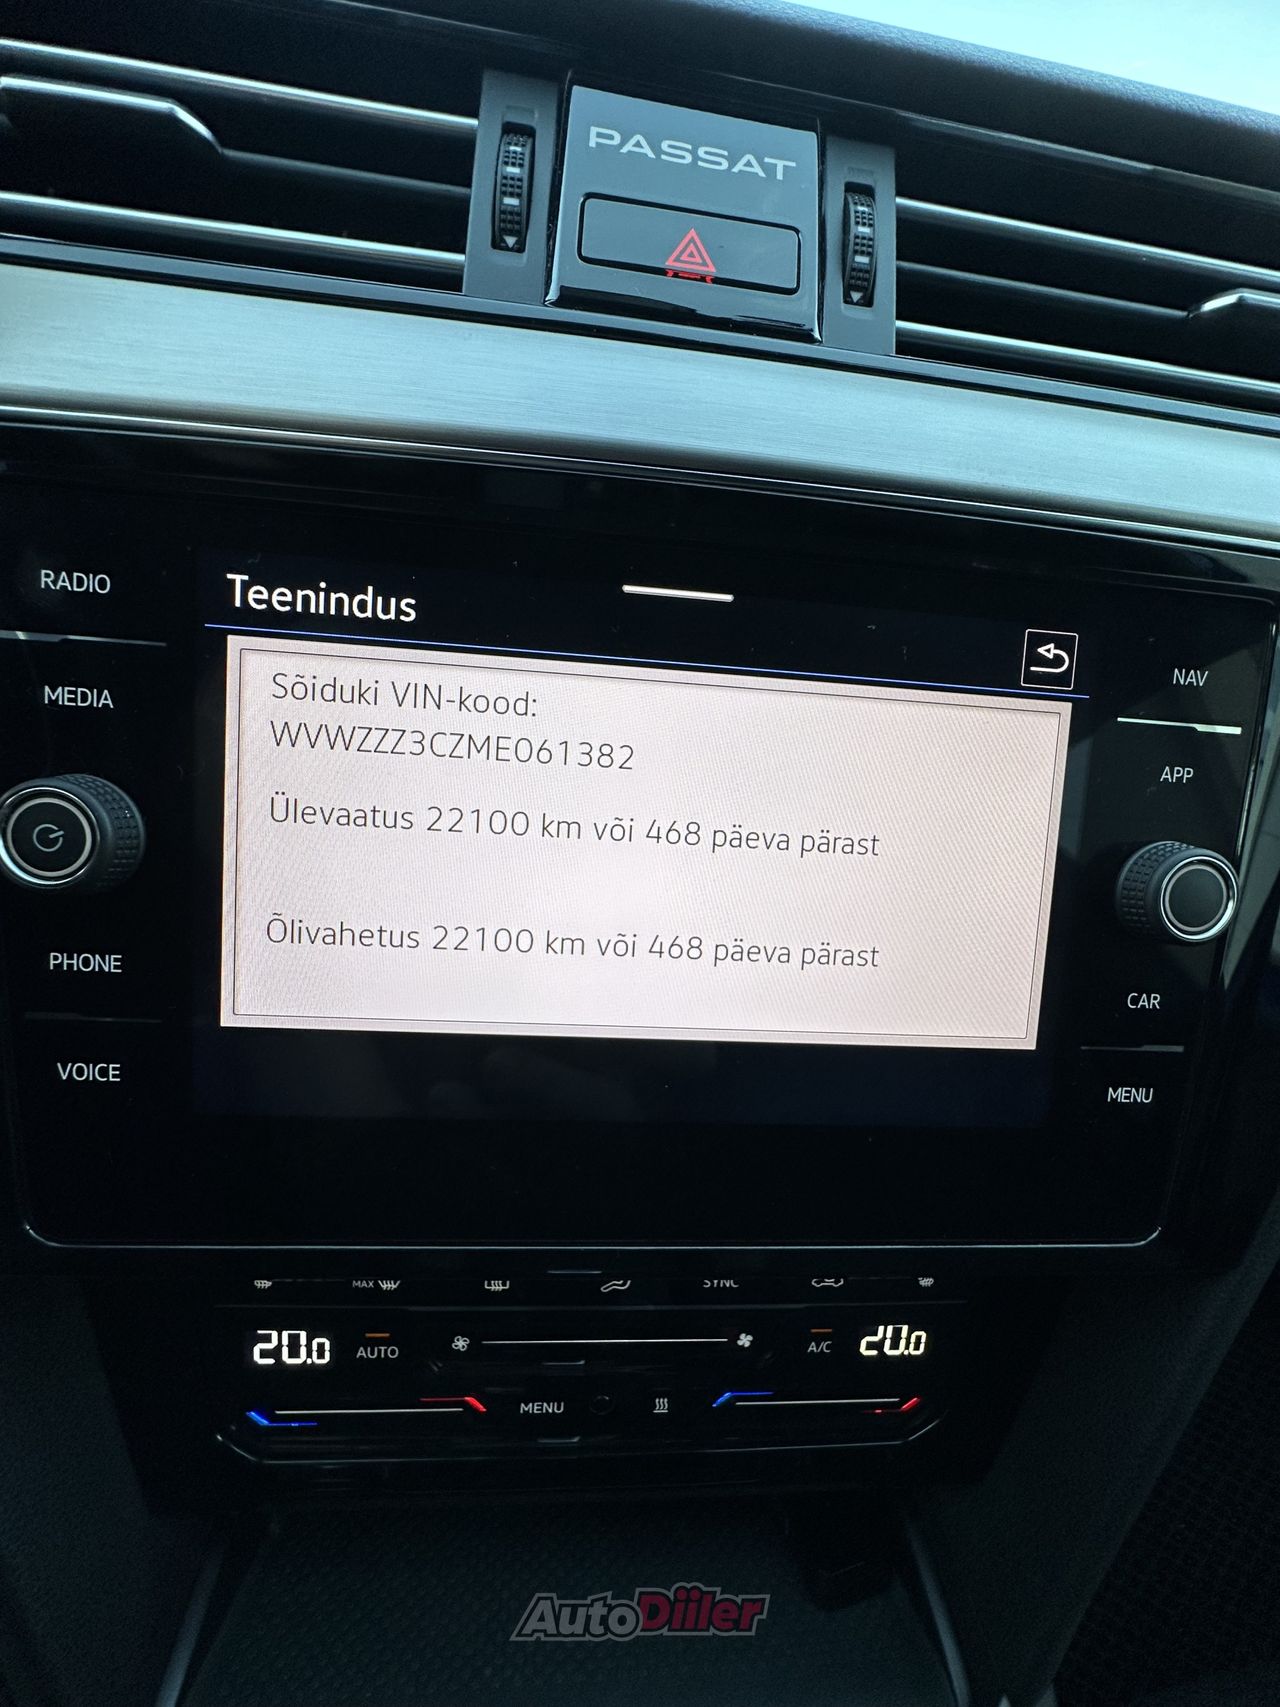 PASSAT
RADIO
Teenindus
MEDIA
NAV
Sõiduki VIN-kood:
WVWZZZ3CZME061382
APP
Ülevaatus 22100 km või 468 päeva pärast
Õlivahetus 22100 km või 468 päeva pärast
PHONE
CAR
VOICE
MENU
MAX
SYNC
20.0
AUTO
A/C
20.0
MENU
AutoDiiler